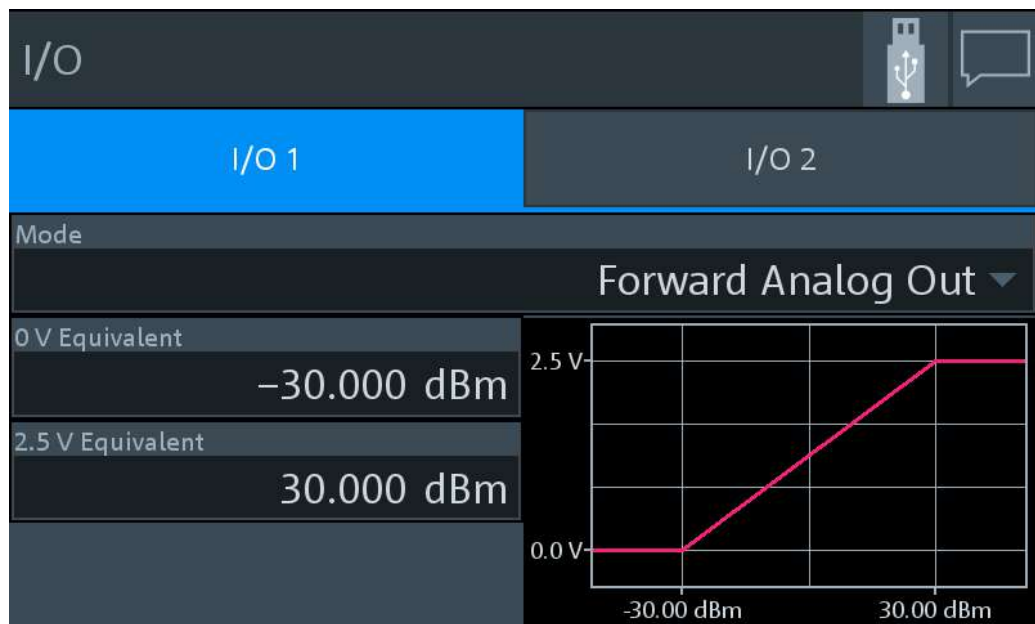 I/O
I/O 1
I/O 2
Mode
Forward Analog Out
0 V Equivalent
−30.000 dBm
2.5 V Equivalent
30.000 dBm
2.5 V
0.0 V
-30.00 dBm
30.00 dBm